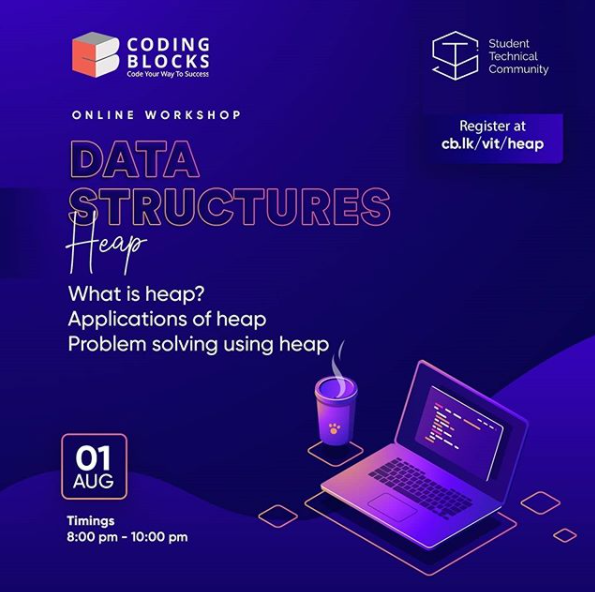 CODING
BLOCKS
Code Your Way To Success
Student
Technical
Community
ONLINE WORKSHOP
Register at
cb.lk/vit/heap
DATA
STRUCTURES
Heap
What is heap?
Applications of heap
Problem solving using heap
01
AUG
Timings
8:00 pm - 10:00 pm